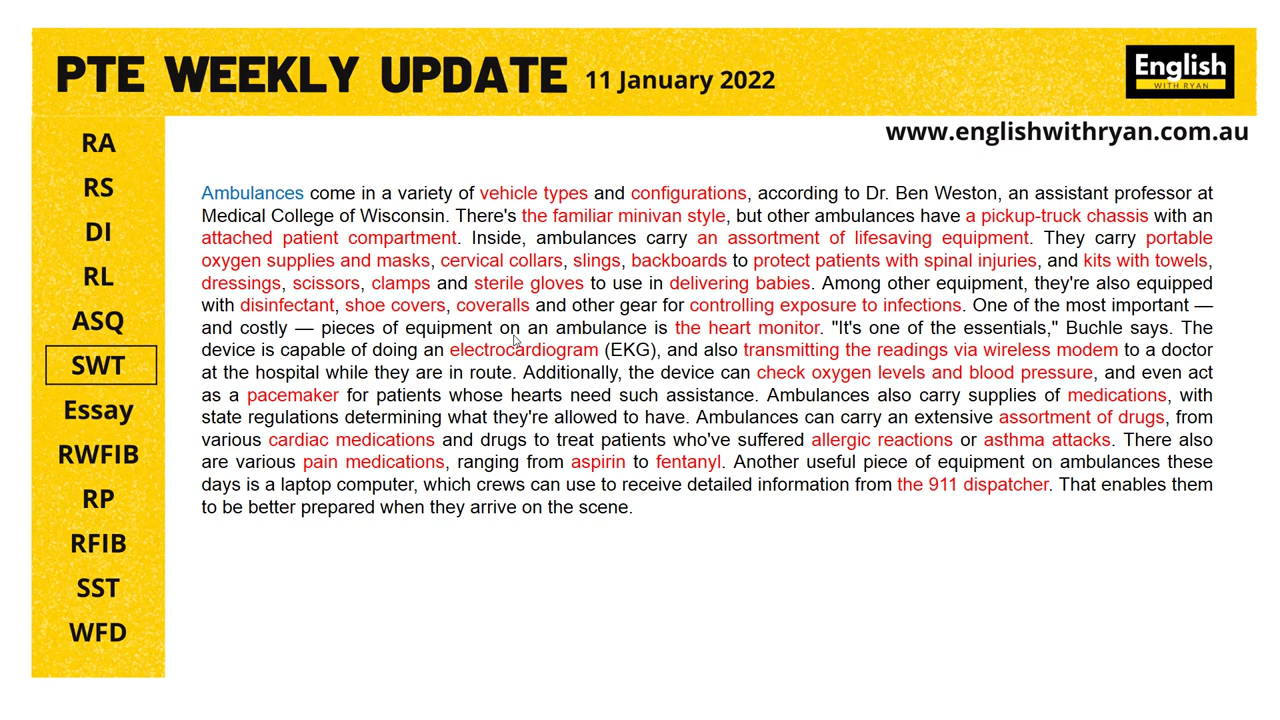 PTE WEEKLY UPDATE 11 January 2022
English
WITH RYAN
www.englishwithryan.com.au
RA
RS
DI
RL
ASQ
SWT
Essay
RWFIB
RP
RFIB
SST
WFD
Ambulances come in a variety of vehicle types and configurations, according to Dr. Ben Weston, an assistant professor at
Medical College of Wisconsin. There's the familiar minivan style, but other ambulances have a pickup-truck chassis with an
attached patient compartment. Inside, ambulances carry an assortment of lifesaving equipment. They carry portable
oxygen supplies and masks, cervical collars, slings, backboards to protect patients with spinal injuries, and kits with towels,
dressings, scissors, clamps and sterile gloves to use in delivering babies. Among other equipment, they're also equipped
with disinfectant, shoe covers, coveralls and other gear for controlling exposure to infections. One of the most important —
and costly — pieces of equipment on an ambulance is the heart monitor. "It's one of the essentials," Buchle says. The
device is capable of doing an electrocardiogram (EKG), and also transmitting the readings via wireless modem to a doctor
at the hospital while they are in route. Additionally, the device can check oxygen levels and blood pressure, and even act
as a pacemaker for patients whose hearts need such assistance. Ambulances also carry supplies of medications, with
state regulations determining what they're allowed to have. Ambulances can carry an extensive assortment of drugs, from
various cardiac medications and drugs to treat patients who've suffered allergic reactions or asthma attacks. There also
are various pain medications, ranging from aspirin to fentanyl. Another useful piece of equipment on ambulances these
days is a laptop computer, which crews can use to receive detailed information from the 911 dispatcher. That enables them
to be better prepared when they arrive on the scene.